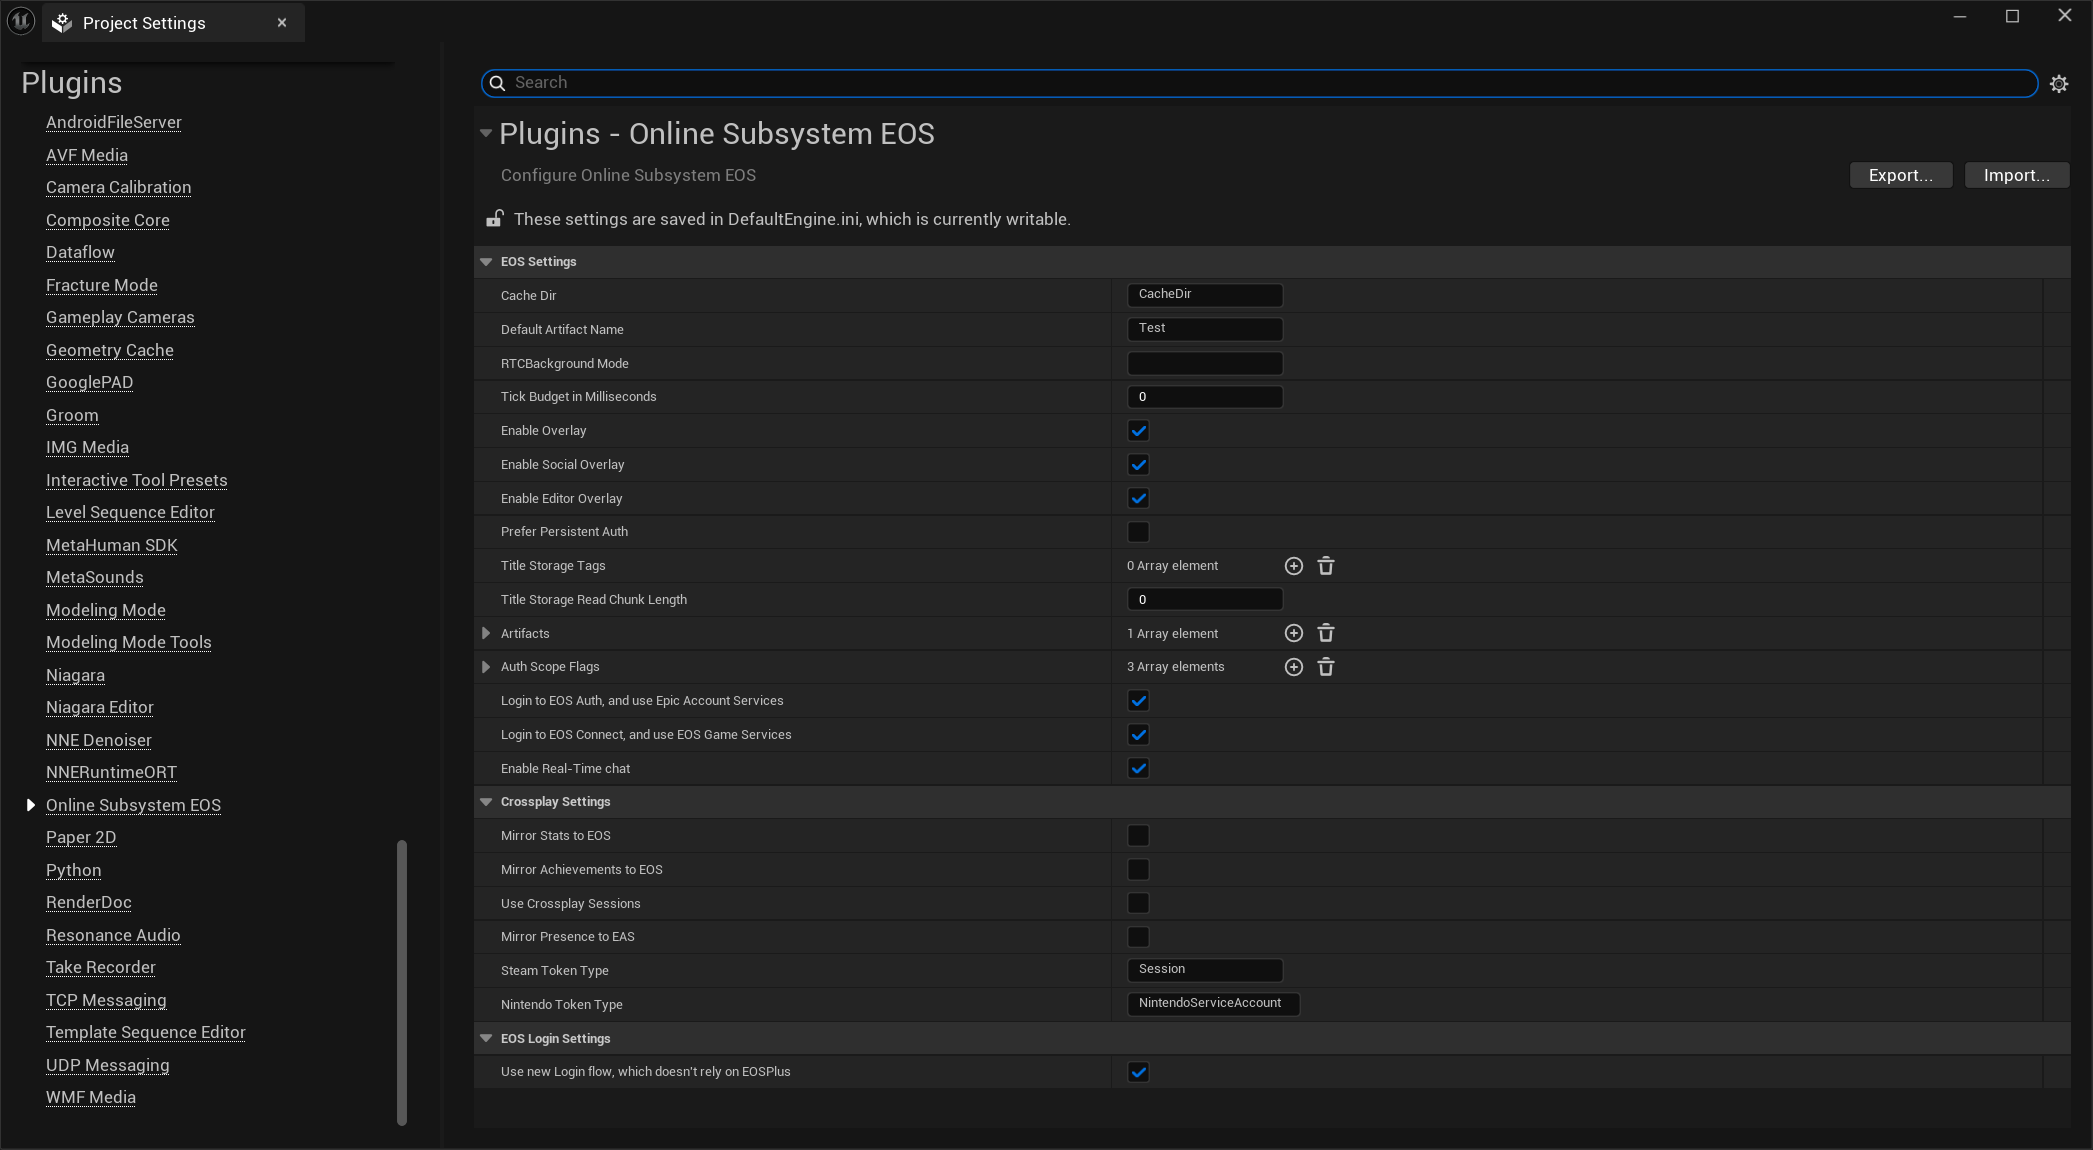 Project Settings
Plugins
AndroidFileServer
AVF Media
Camera Calibration
Composite Core
Dataflow
Fracture Mode
Gameplay Cameras
Geometry Cache
GooglePAD
Groom
IMG Media
Interactive Tool Presets
Level Sequence Editor
MetaHuman SDK
MetaSounds
Modeling Mode
Modeling Mode Tools
Niagara
Niagara Editor
NNE Denoiser
NNERuntimeORT
Online Subsystem EOS
Paper 2D
Python
RenderDoc
Resonance Audio
Take Recorder
TCP Messaging
Template Sequence Editor
UDP Messaging
WMF Media
Search
Plugins - Online Subsystem EOS
Configure Online Subsystem EOS
Export... Import...
These settings are saved in DefaultEngine.ini, which is currently writable.
EOS Settings
Cache Dir CacheDir
Default Artifact Name Test
RTCBackground Mode
Tick Budget in Milliseconds 0
Enable Overlay
Enable Social Overlay
Enable Editor Overlay
Prefer Persistent Auth
Title Storage Tags 0 Array element
Title Storage Read Chunk Length 0
Artifacts 1 Array element
Auth Scope Flags 3 Array elements
Login to EOS Auth, and use Epic Account Services
Login to EOS Connect, and use EOS Game Services
Enable Real-Time chat
Crossplay Settings
Mirror Stats to EOS
Mirror Achievements to EOS
Use Crossplay Sessions
Mirror Presence to EAS
Steam Token Type Session
Nintendo Token Type NintendoServiceAccount
EOS Login Settings
Use new Login flow, which doesn't rely on EOSPlus